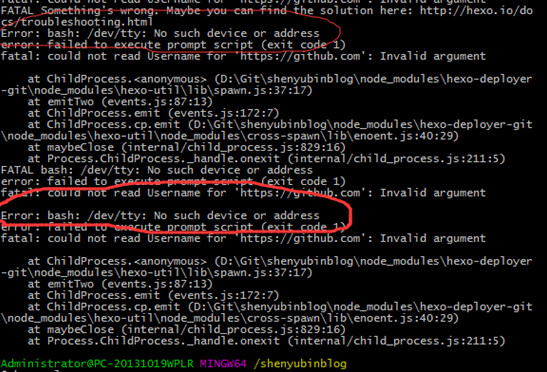 fatal: could not read Username for 'https://github.com': Invalid argument
FATAL Something's wrong. Maybe you can find the solution here: http://hexo.io/do
cs/troubleshooting.html
Error: bash: /dev/tty: No such device or address
error: failed to execute prompt script (exit code 1)
fatal: could not read Username for 'https://github.com': Invalid argument
at ChildProcess.<anonymous> (D:\Git\shenyubinblog\node_modules\hexo-deployer
-git\node_modules\hexo-util\lib\spawn.js:37:17)
at emitTwo (events.js:87:13)
at ChildProcess.emit (events.js:172:7)
at ChildProcess.cp.emit (D:\Git\shenyubinblog\node_modules\hexo-deployer-git
\node_modules\hexo-util\node_modules\cross-spawn\lib\enoent.js:40:29)
at maybeClose (internal/child_process.js:829:16)
at Process.ChildProcess._handle.onexit (internal/child_process.js:211:5)
FATAL bash: /dev/tty: No such device or address
error: failed to execute prompt script (exit code 1)
fatal: could not read Username for 'https://github.com': Invalid argument
Error: bash: /dev/tty: No such device or address
error: failed to execute prompt script (exit code 1)
fatal: could not read Username for 'https://github.com': Invalid argument
at ChildProcess.<anonymous> (D:\Git\shenyubinblog\node_modules\hexo-deployer
-git\node_modules\hexo-util\lib\spawn.js:37:17)
at emitTwo (events.js:87:13)
at ChildProcess.emit (events.js:172:7)
at ChildProcess.cp.emit (D:\Git\shenyubinblog\node_modules\hexo-deployer-git
\node_modules\hexo-util\node_modules\cross-spawn\lib\enoent.js:40:29)
at maybeClose (internal/child_process.js:829:16)
at Process.ChildProcess._handle.onexit (internal/child_process.js:211:5)
Administrator@PC-20131019WPLR MINGW64 /shenyubinblog